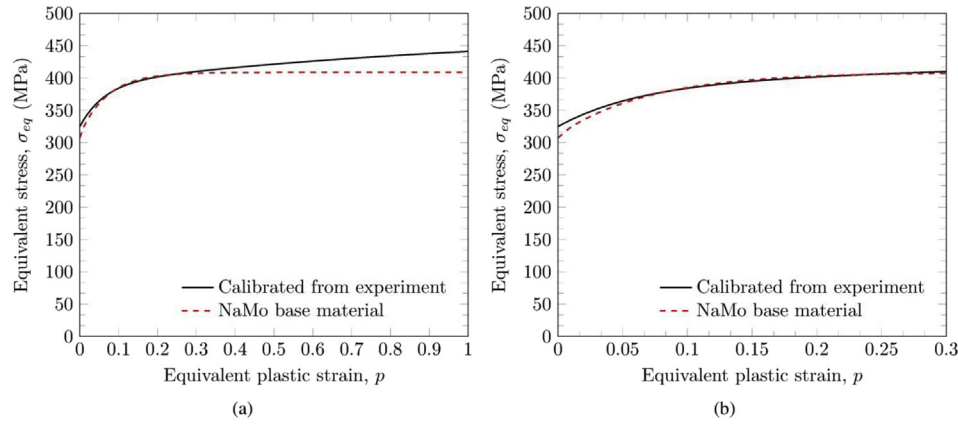 500
450
400
350
300
250
200
150
100
50
0
Equivalent stress, σeq (MPa)
Calibrated from experiment
NaMo base material
0 0.1 0.2 0.3 0.4 0.5 0.6 0.7 0.8 0.9 1
Equivalent plastic strain, p
(a)
500
450
400
350
300
250
200
150
100
50
0
Equivalent stress, σeq (MPa)
Calibrated from experiment
NaMo base material
0 0.05 0.1 0.15 0.2 0.25 0.3
Equivalent plastic strain, p
(b)